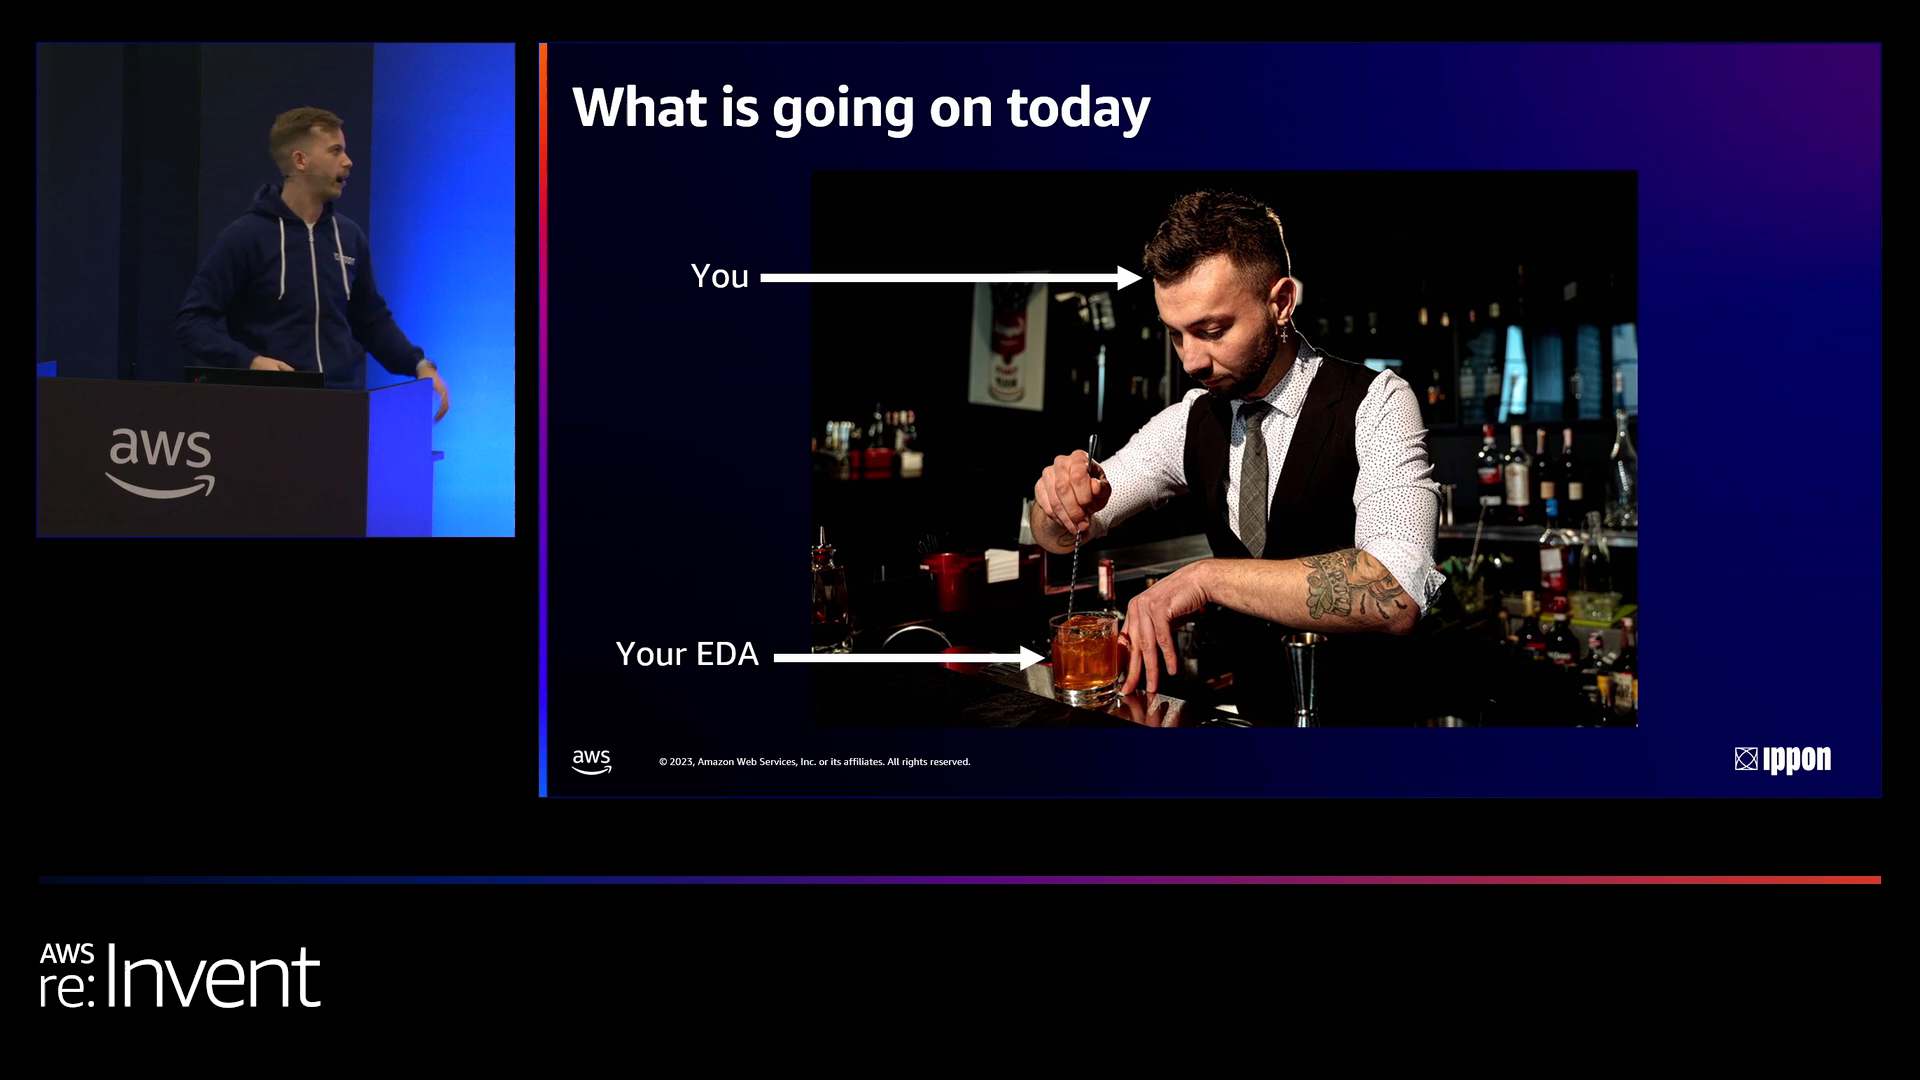 aws
What is going on today
You
Your EDA
aws
© 2023, Amazon Web Services, Inc. or its affiliates. All rights reserved.
ippon
AWS
re:Invent